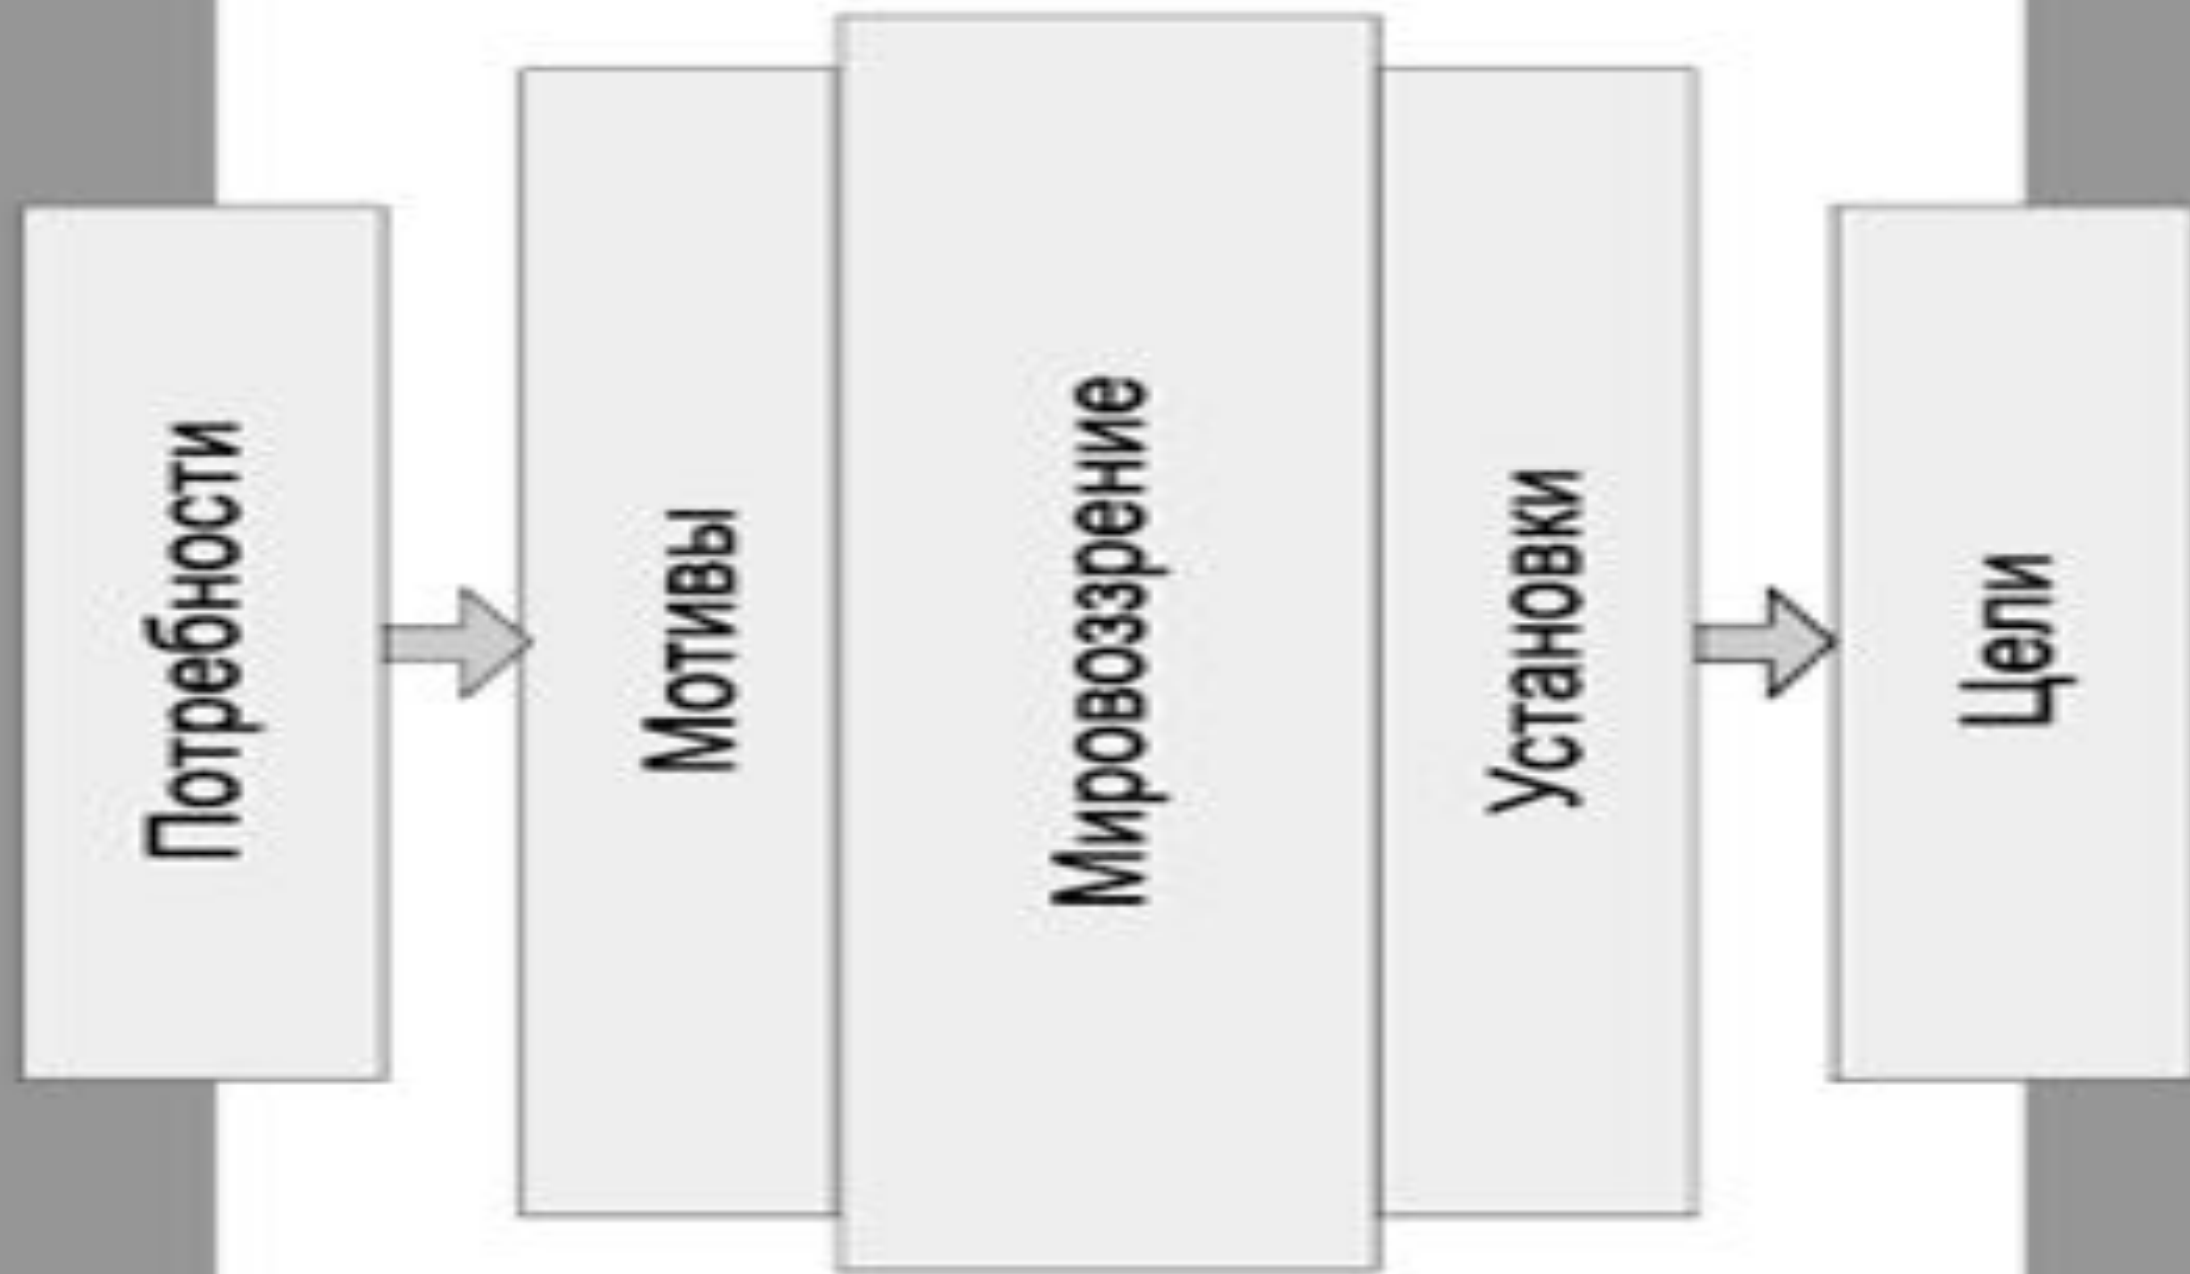 Потребности
Мотивы
Мировоззрение
Установки
Цели